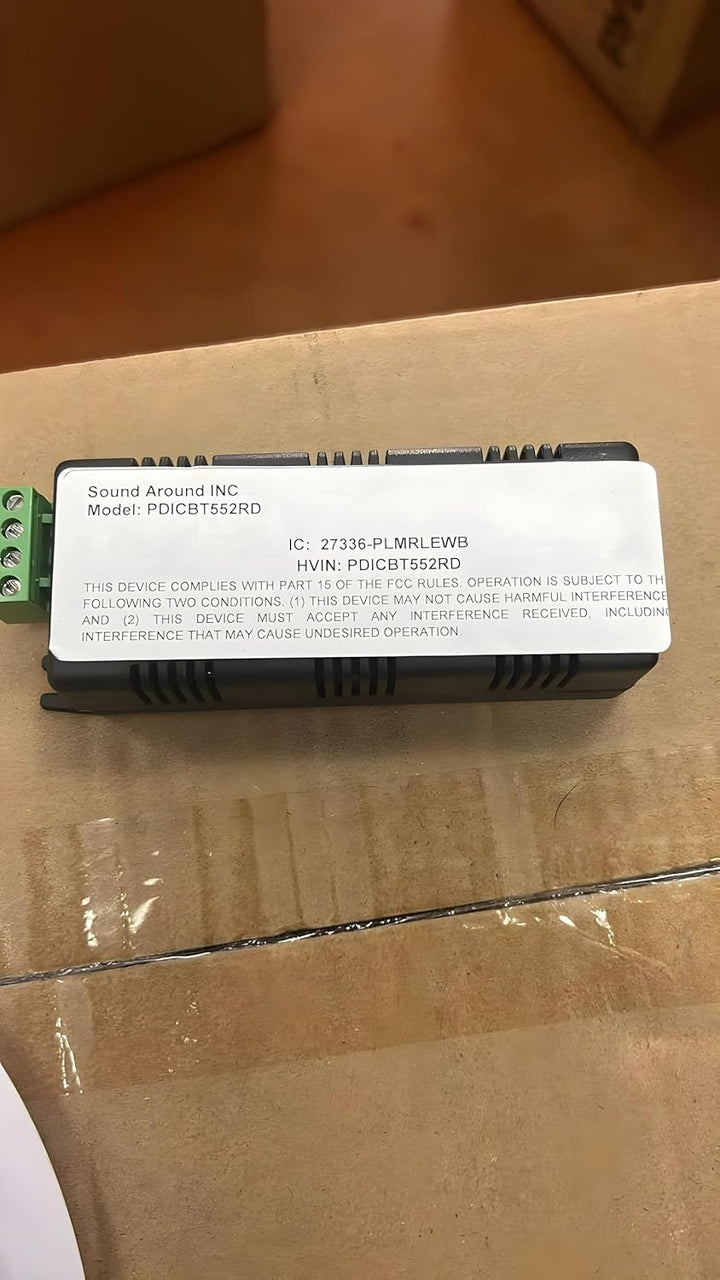 Sound Around INC
Model: PDICBT552RD
IC: 27336-PLMRLEWB
HVIN: PDICBT552RD
THIS DEVICE COMPLIES WITH PART 15 OF THE FCC RULES. OPERATION IS SUBJECT TO TH
FOLLOWING TWO CONDITIONS. (1) THIS DEVICE MAY NOT CAUSE HARMFUL INTERFERENCE
AND (2) THIS DEVICE MUST ACCEPT ANY INTERFERENCE RECEIVED, INCLUDING
INTERFERENCE THAT MAY CAUSE UNDESIRED OPERATION.